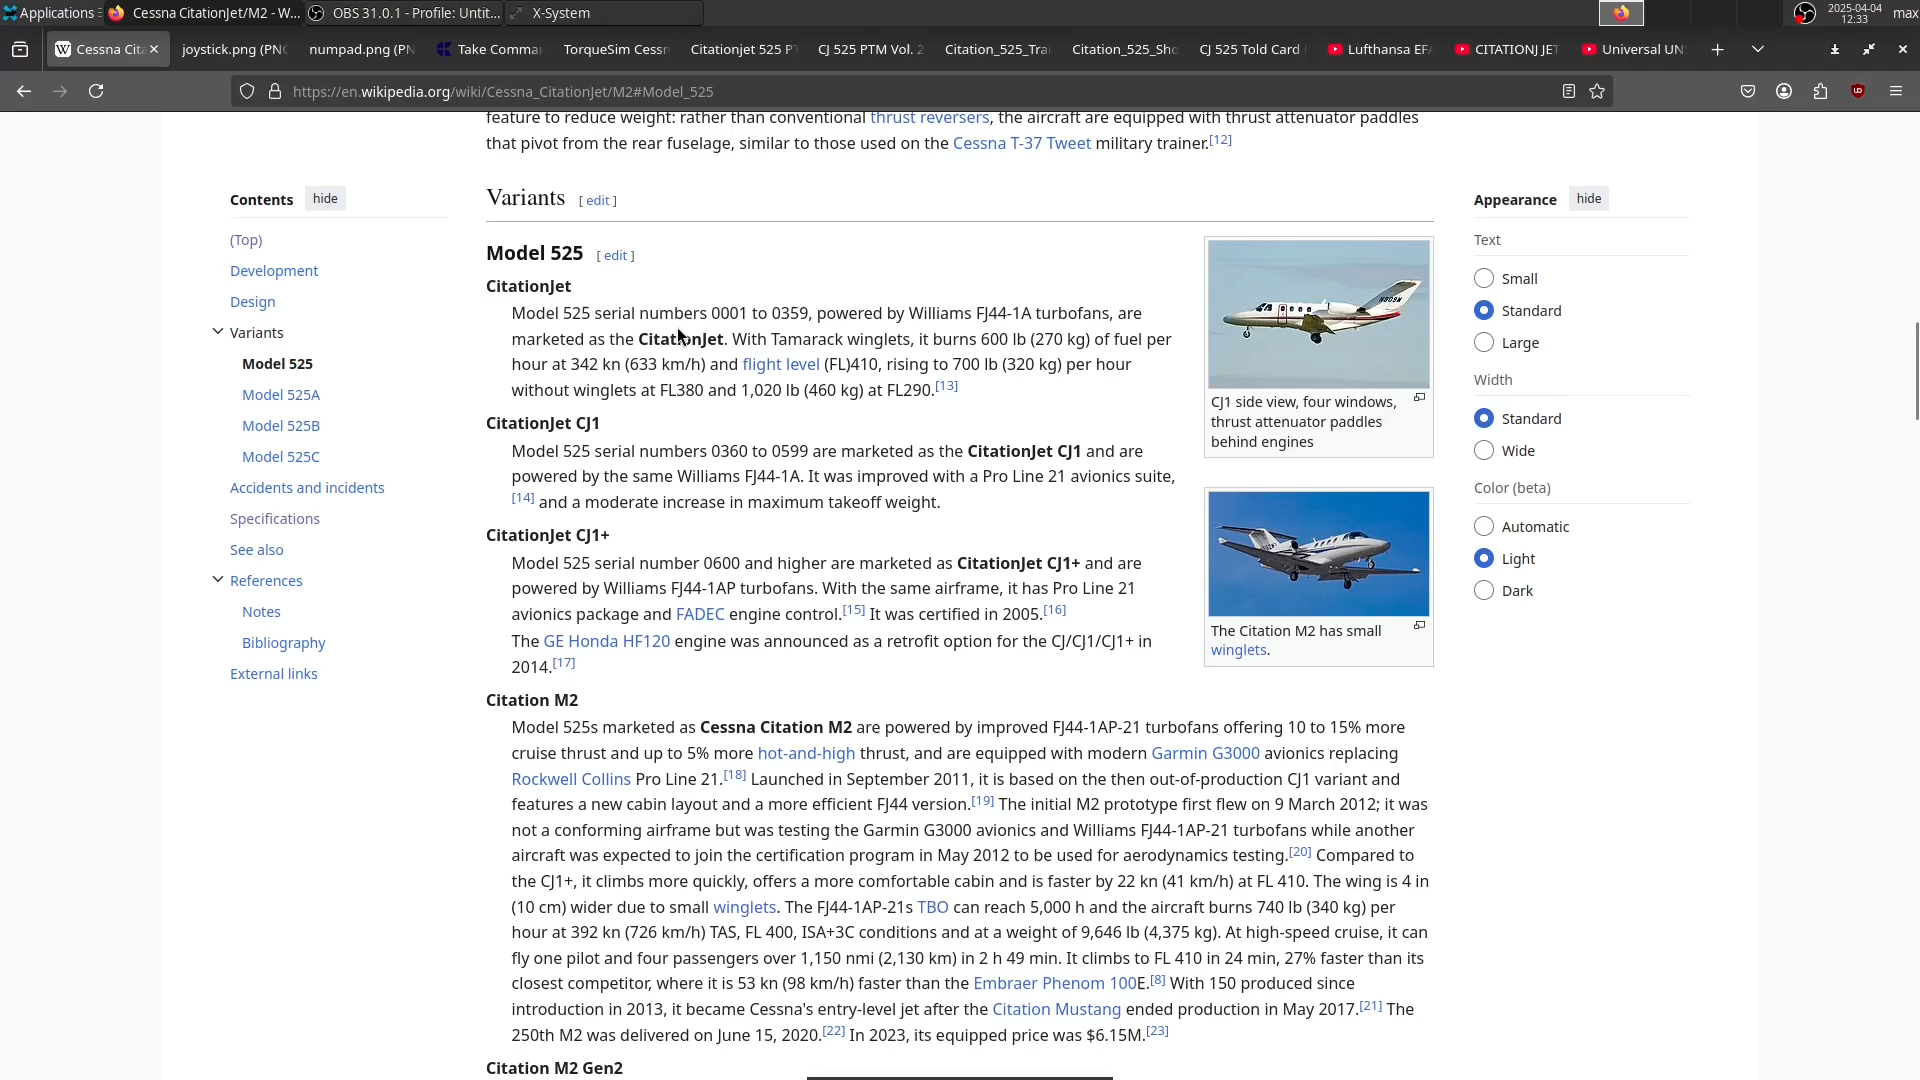 Applications
Cessna CitationJet/M2 - W...
OBS 31.0.1 - Profile: Untit...
X-System
2025-04-04
12:33
max
Cessna Cita
joystick.png (PNG
numpad.png (PN
Take Comma
TorqueSim Cessn
Citationjet 525 PT
CJ 525 PTM Vol. 2
Citation_525_Trai
Citation_525_Sho
CJ 525 Told Card
Lufthansa EFA
CITATIONJ JET
Universal UN
https://en.wikipedia.org/wiki/Cessna_CitationJet/M2#Model_525
feature to reduce weight: rather than conventional thrust reversers, the aircraft are equipped with thrust attenuator paddles
that pivot from the rear fuselage, similar to those used on the Cessna T-37 Tweet military trainer.[12]
Contents hide
(Top)
Development
Design
Variants
Model 525
Model 525A
Model 525B
Model 525C
Accidents and incidents
Specifications
See also
References
Notes
Bibliography
External links
Variants [ edit ]
Model 525 [ edit ]
CitationJet
Model 525 serial numbers 0001 to 0359, powered by Williams FJ44-1A turbofans, are
marketed as the CitationJet. With Tamarack winglets, it burns 600 lb (270 kg) of fuel per
hour at 342 kn (633 km/h) and flight level (FL)410, rising to 700 lb (320 kg) per hour
without winglets at FL380 and 1,020 lb (460 kg) at FL290.[13]
CitationJet CJ1
Model 525 serial numbers 0360 to 0599 are marketed as the CitationJet CJ1 and are
powered by the same Williams FJ44-1A. It was improved with a Pro Line 21 avionics suite,
[14] and a moderate increase in maximum takeoff weight.
CitationJet CJ1+
Model 525 serial number 0600 and higher are marketed as CitationJet CJ1+ and are
powered by Williams FJ44-1AP turbofans. With the same airframe, it has Pro Line 21
avionics package and FADEC engine control.[15] It was certified in 2005.[16]
The GE Honda HF120 engine was announced as a retrofit option for the CJ/CJ1/CJ1+ in
2014.[17]
CJ1 side view, four windows,
thrust attenuator paddles
behind engines
The Citation M2 has small
winglets.
Citation M2
Model 525s marketed as Cessna Citation M2 are powered by improved FJ44-1AP-21 turbofans offering 10 to 15% more
cruise thrust and up to 5% more hot-and-high thrust, and are equipped with modern Garmin G3000 avionics replacing
Rockwell Collins Pro Line 21.[18] Launched in September 2011, it is based on the then out-of-production CJ1 variant and
features a new cabin layout and a more efficient FJ44 version.[19] The initial M2 prototype first flew on 9 March 2012; it was
not a conforming airframe but was testing the Garmin G3000 avionics and Williams FJ44-1AP-21 turbofans while another
aircraft was expected to join the certification program in May 2012 to be used for aerodynamics testing.[20] Compared to
the CJ1+, it climbs more quickly, offers a more comfortable cabin and is faster by 22 kn (41 km/h) at FL 410. The wing is 4 in
(10 cm) wider due to small winglets. The FJ44-1AP-21s TBO can reach 5,000 h and the aircraft burns 740 lb (340 kg) per
hour at 392 kn (726 km/h) TAS, FL 400, ISA+3C conditions and at a weight of 9,646 lb (4,375 kg). At high-speed cruise, it can
fly one pilot and four passengers over 1,150 nmi (2,130 km) in 2 h 49 min. It climbs to FL 410 in 24 min, 27% faster than its
closest competitor, where it is 53 kn (98 km/h) faster than the Embraer Phenom 100E.[8] With 150 produced since
introduction in 2013, it became Cessna's entry-level jet after the Citation Mustang ended production in May 2017.[21] The
250th M2 was delivered on June 15, 2020.[22] In 2023, its equipped price was $6.15M.[23]
Citation M2 Gen2
Appearance hide
Text
Small
Standard
Large
Width
Standard
Wide
Color (beta)
Automatic
Light
Dark